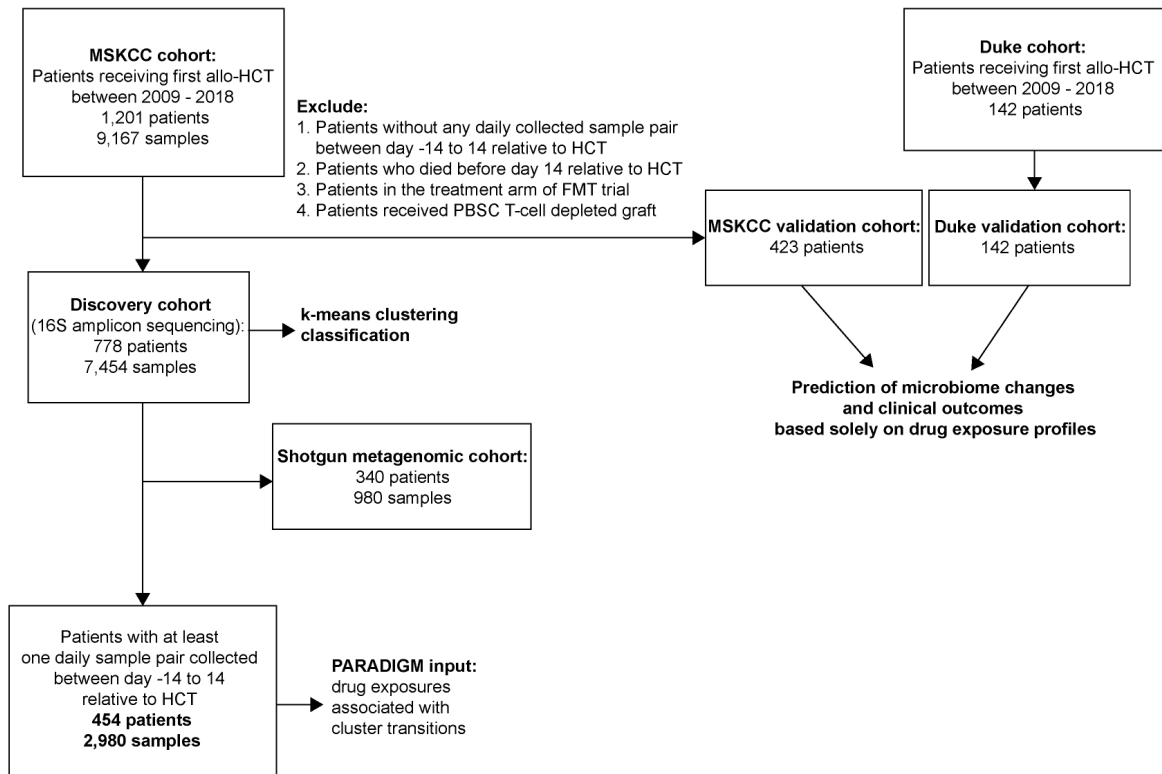 MSKCC cohort:
Patients receiving first allo-HCT
between 2009 - 2018
1,201 patients
9,167 samples
Duke cohort:
Patients receiving first allo-HCT
between 2009 - 2018
142 patients
Exclude:
1. Patients without any daily collected sample pair
between day -14 to 14 relative to HCT
2. Patients who died before day 14 relative to HCT
3. Patients in the treatment arm of FMT trial
4. Patients received PBSC T-cell depleted graft
MSKCC validation cohort:
423 patients
Duke validation cohort:
142 patients
Discovery cohort
(16S amplicon sequencing):
778 patients
7,454 samples
k-means clustering
classification
Prediction of microbiome changes
and clinical outcomes
based solely on drug exposure profiles
Shotgun metagenomic cohort:
340 patients
980 samples
Patients with at least
one daily sample pair collected
between day -14 to 14
relative to HCT
454 patients
2,980 samples
PARADIGM input:
drug exposures
associated with
cluster transitions